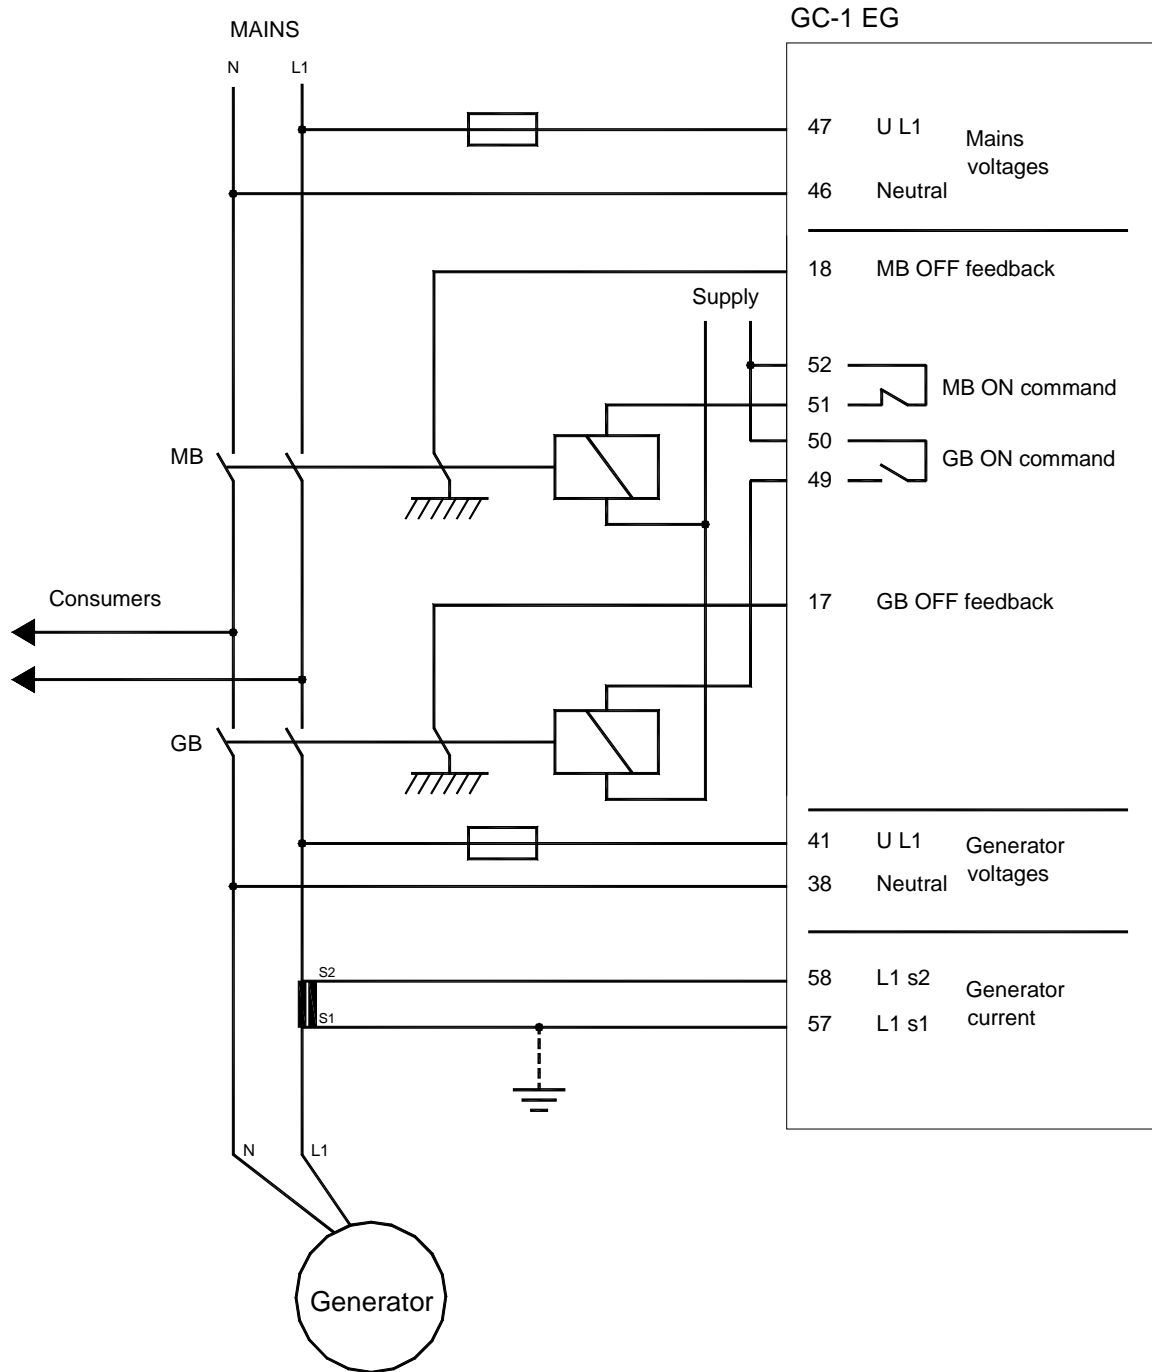 GC-1 EG
MAINS
N L1
47 U L1 Mains
voltages
46 Neutral
18 MB OFF feedback
Supply
52
MB ON command
51
50
MB
GB ON command
49
Consumers
17 GB OFF feedback
GB
41 U L1 Generator
voltages
38 Neutral
S2
58 L1 s2 Generator
current
S1
57 L1 s1
N L1
Generator